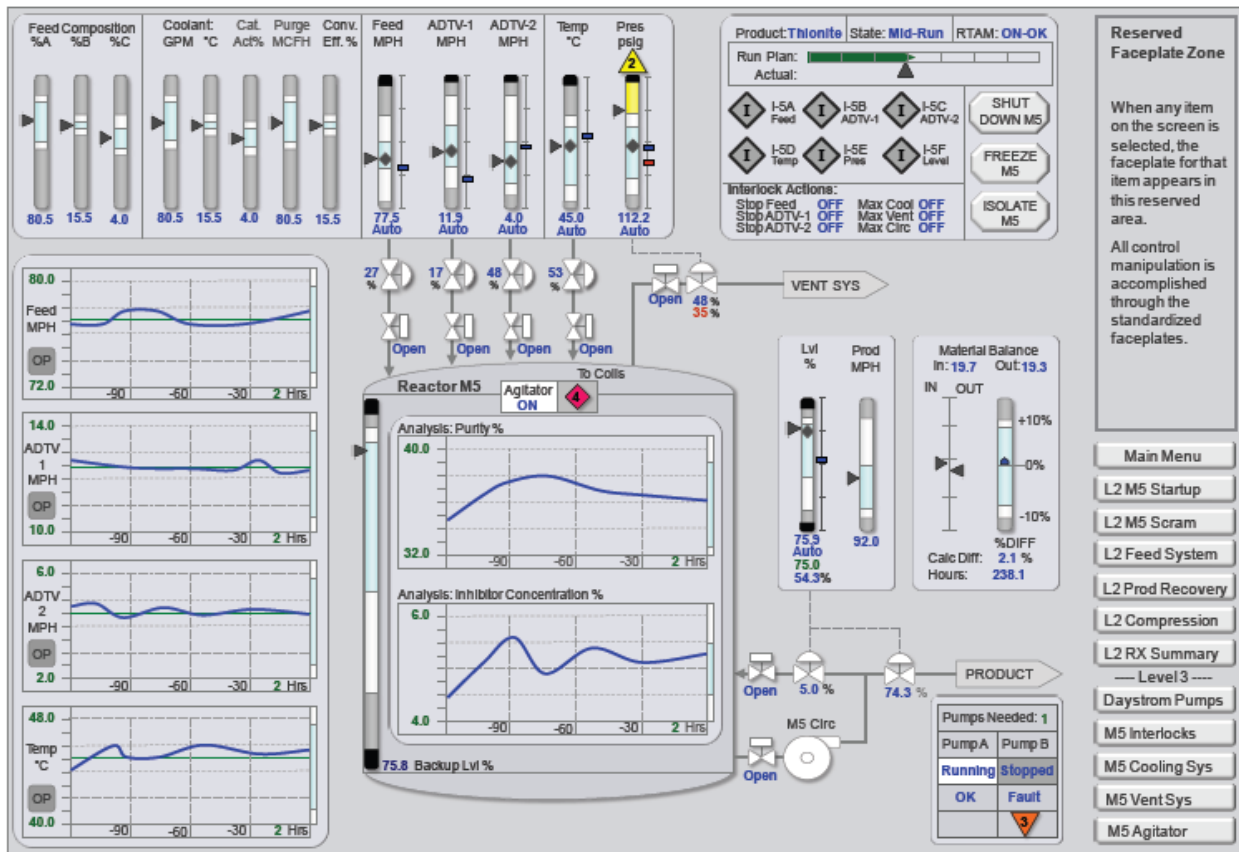 Feed Composition
%A %B %C
80.5 15.5 4.0
Coolant: Cat. Purge Conv.
GPM °C Act% MCFH Eff. %
80.5 15.5 4.0 80.5 15.5
Feed ADTV-1 ADTV-2
MPH MPH MPH
77.5 11.9 4.0
Auto Auto Auto
Temp Pres
°C psig
2
45.0 112.2
Auto Auto
Product: Thionite State: Mid-Run RTAM: ON-OK
Run Plan:
Actual:
I I-5A Feed
I I-5B ADTV-1
I I-5C ADTV-2
I I-5D Temp
I I-5E Pres
I I-5F Level
Interlock Actions:
Stop Feed OFF Max Cool OFF
Stop ADTV-1 OFF Max Vent OFF
Stop ADTV-2 OFF Max Circ OFF
SHUT
DOWN M5
FREEZE
M5
ISOLATE
M5
Reserved
Faceplate Zone
When any item
on the screen is
selected, the
faceplate for that
item appears in
this reserved
area.
All control
manipulation is
accomplished
through the
standardized
faceplates.
27 % 17 % 48 % 53 %
Open Open Open Open
Open
48 %
35 %
VENT SYS
80.0
Feed
MPH
OP
72.0
-90 -60 -30 2 Hrs
14.0
ADTV
1
MPH
OP
10.0
-90 -60 -30 2 Hrs
6.0
ADTV
2
MPH
OP
2.0
-90 -60 -30 2 Hrs
48.0
Temp
°C
OP
40.0
-90 -60 -30 2 Hrs
To Coils
Reactor M5
Agitator
ON
4
Analysis: Purity %
40.0
32.0
-90 -60 -30 2 Hrs
Analysis: Inhibitor Concentration %
6.0
4.0
-90 -60 -30 2 Hrs
75.8 Backup Lvl %
Lvl Prod
% MPH
75.9 92.0
Auto
75.0
54.3%
Material Balance
In: 19.7 Out: 19.3
IN OUT
+10%
0%
-10%
%DIFF
Calc Diff: 2.1 %
Hours: 238.1
Open 5.0 % 74.3 %
PRODUCT
M5 Circ
Open
Pumps Needed: 1
Pump A Pump B
Running Stopped
OK Fault
3
Main Menu
L2 M5 Startup
L2 M5 Scram
L2 Feed System
L2 Prod Recovery
L2 Compression
L2 RX Summary
---- Level 3 ----
Daystrom Pumps
M5 Interlocks
M5 Cooling Sys
M5 Vent Sys
M5 Agitator